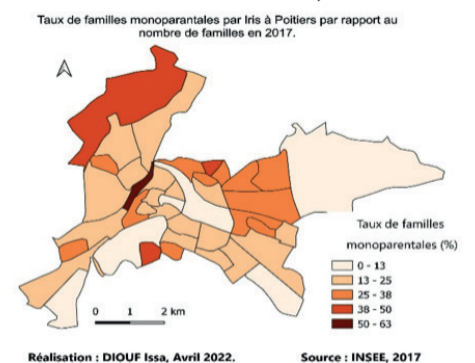 Taux de familles monoparantales par Iris à Poitiers par rapport au
nombre de familles en 2017.
Taux de familles
monoparentales (%)
0 - 13
13 - 25
25 - 38
38 - 50
50 - 63
0 1 2 km
Réalisation : DIOUF Issa, Avril 2022. Source : INSEE, 2017